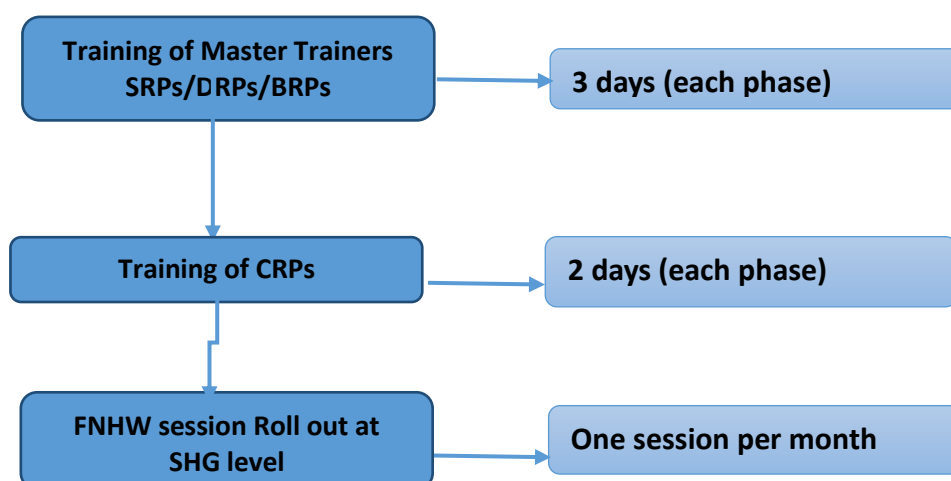 Training of Master Trainers
SRPs/DRPs/BRPs
3 days (each phase)
Training of CRPs
2 days (each phase)
FNHW session Roll out at
SHG level
One session per month